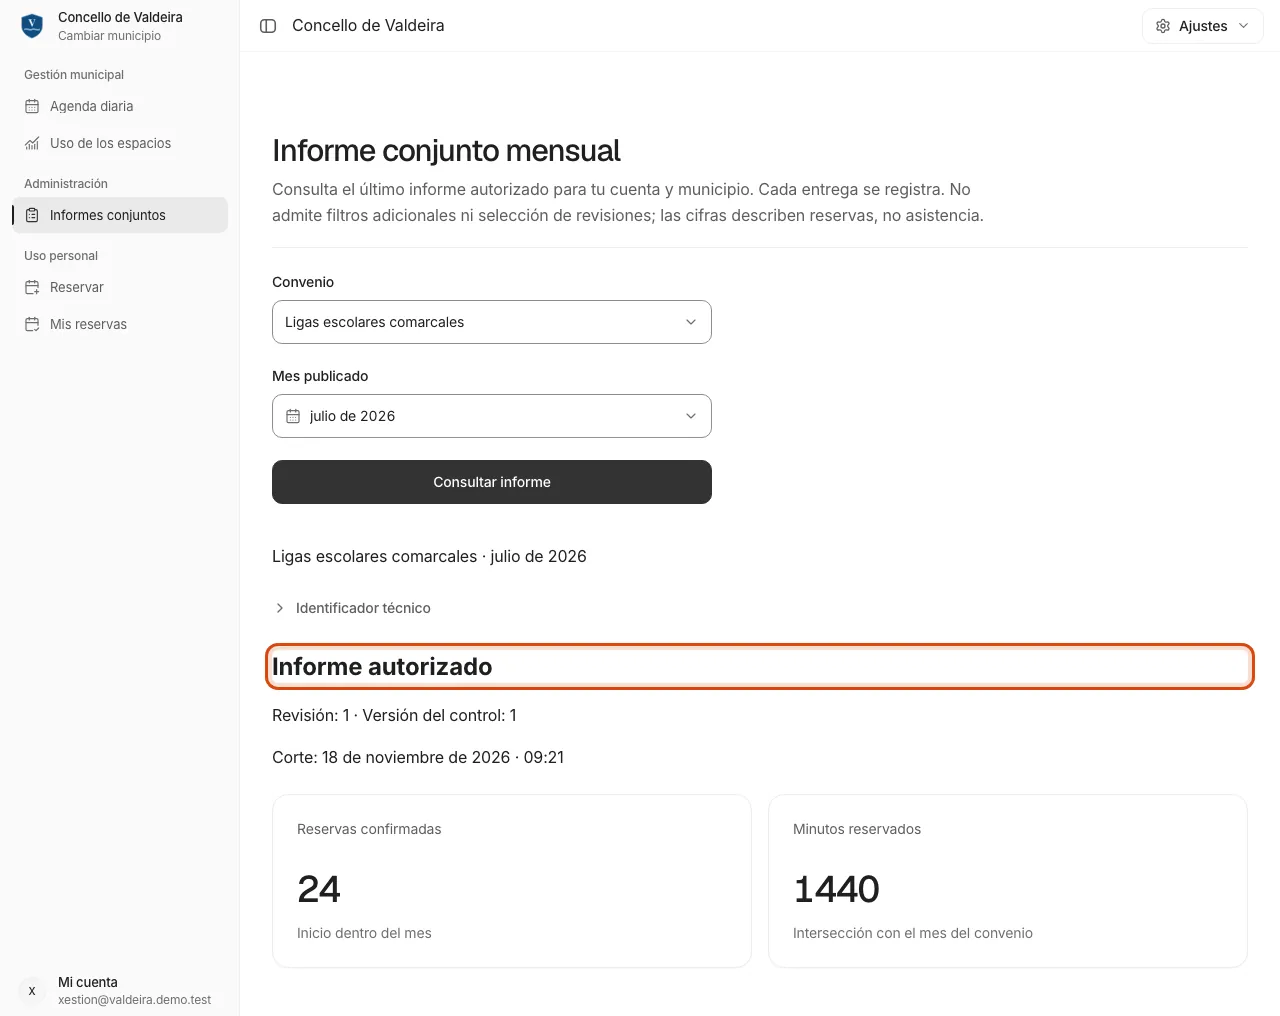 Concello de Valdeira
Cambiar municipio
Gestión municipal
Agenda diaria
Uso de los espacios
Administración
Informes conjuntos
Uso personal
Reservar
Mis reservas
X
Mi cuenta
xestion@valdeira.demo.test
Concello de Valdeira
Ajustes
Informe conjunto mensual
Consulta el último informe autorizado para tu cuenta y municipio. Cada entrega se registra. No
admite filtros adicionales ni selección de revisiones; las cifras describen reservas, no asistencia.
Convenio
Ligas escolares comarcales
Mes publicado
julio de 2026
Consultar informe
Ligas escolares comarcales · julio de 2026
Identificador técnico
Informe autorizado
Revisión: 1 · Versión del control: 1
Corte: 18 de noviembre de 2026 · 09:21
Reservas confirmadas
24
Inicio dentro del mes
Minutos reservados
1440
Intersección con el mes del convenio